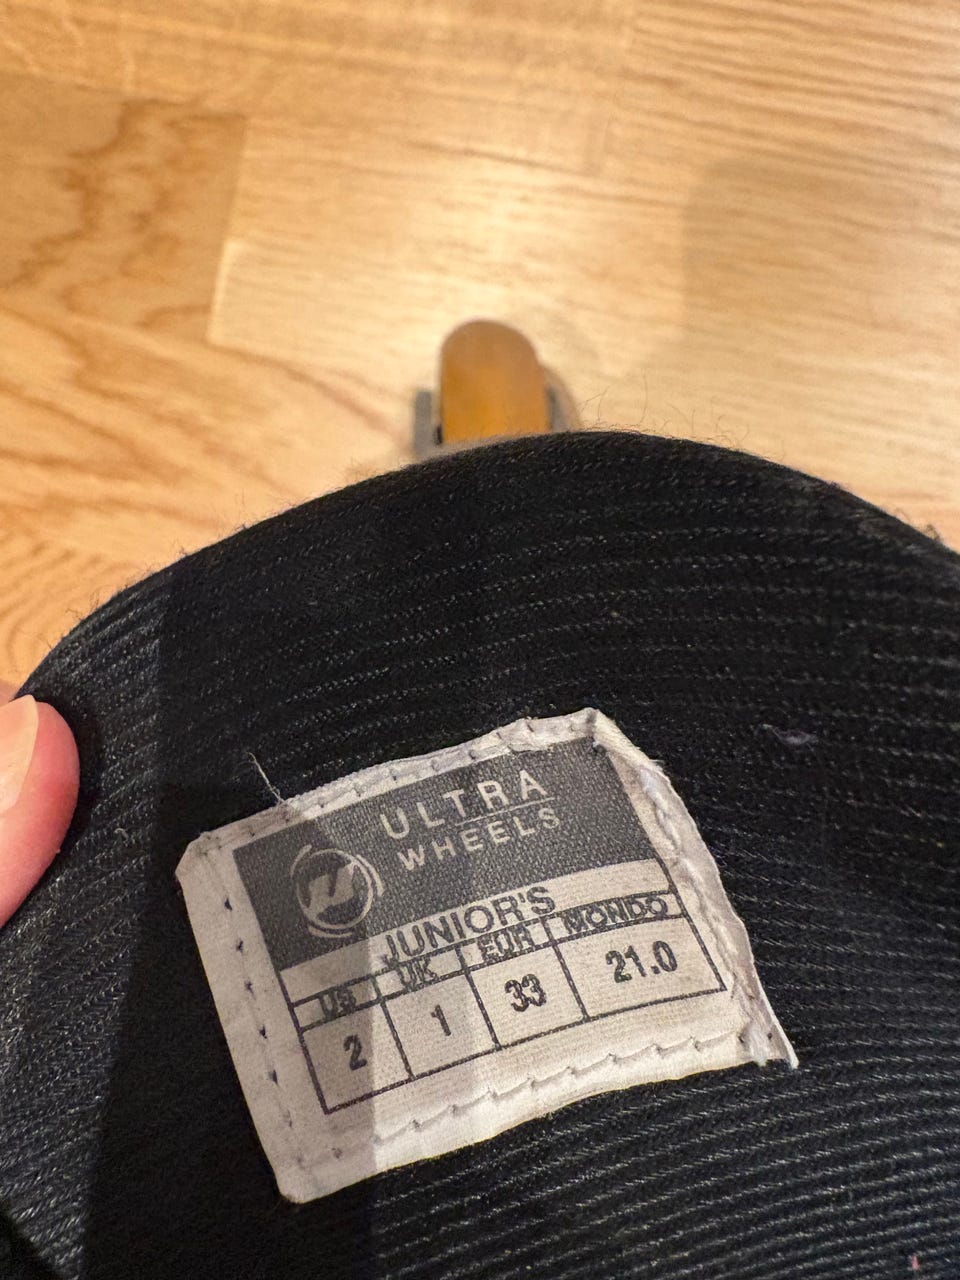 ULTRA
WHEELS
JUNIOR'S
US UK EUR MONDO
2 1 33 21.0